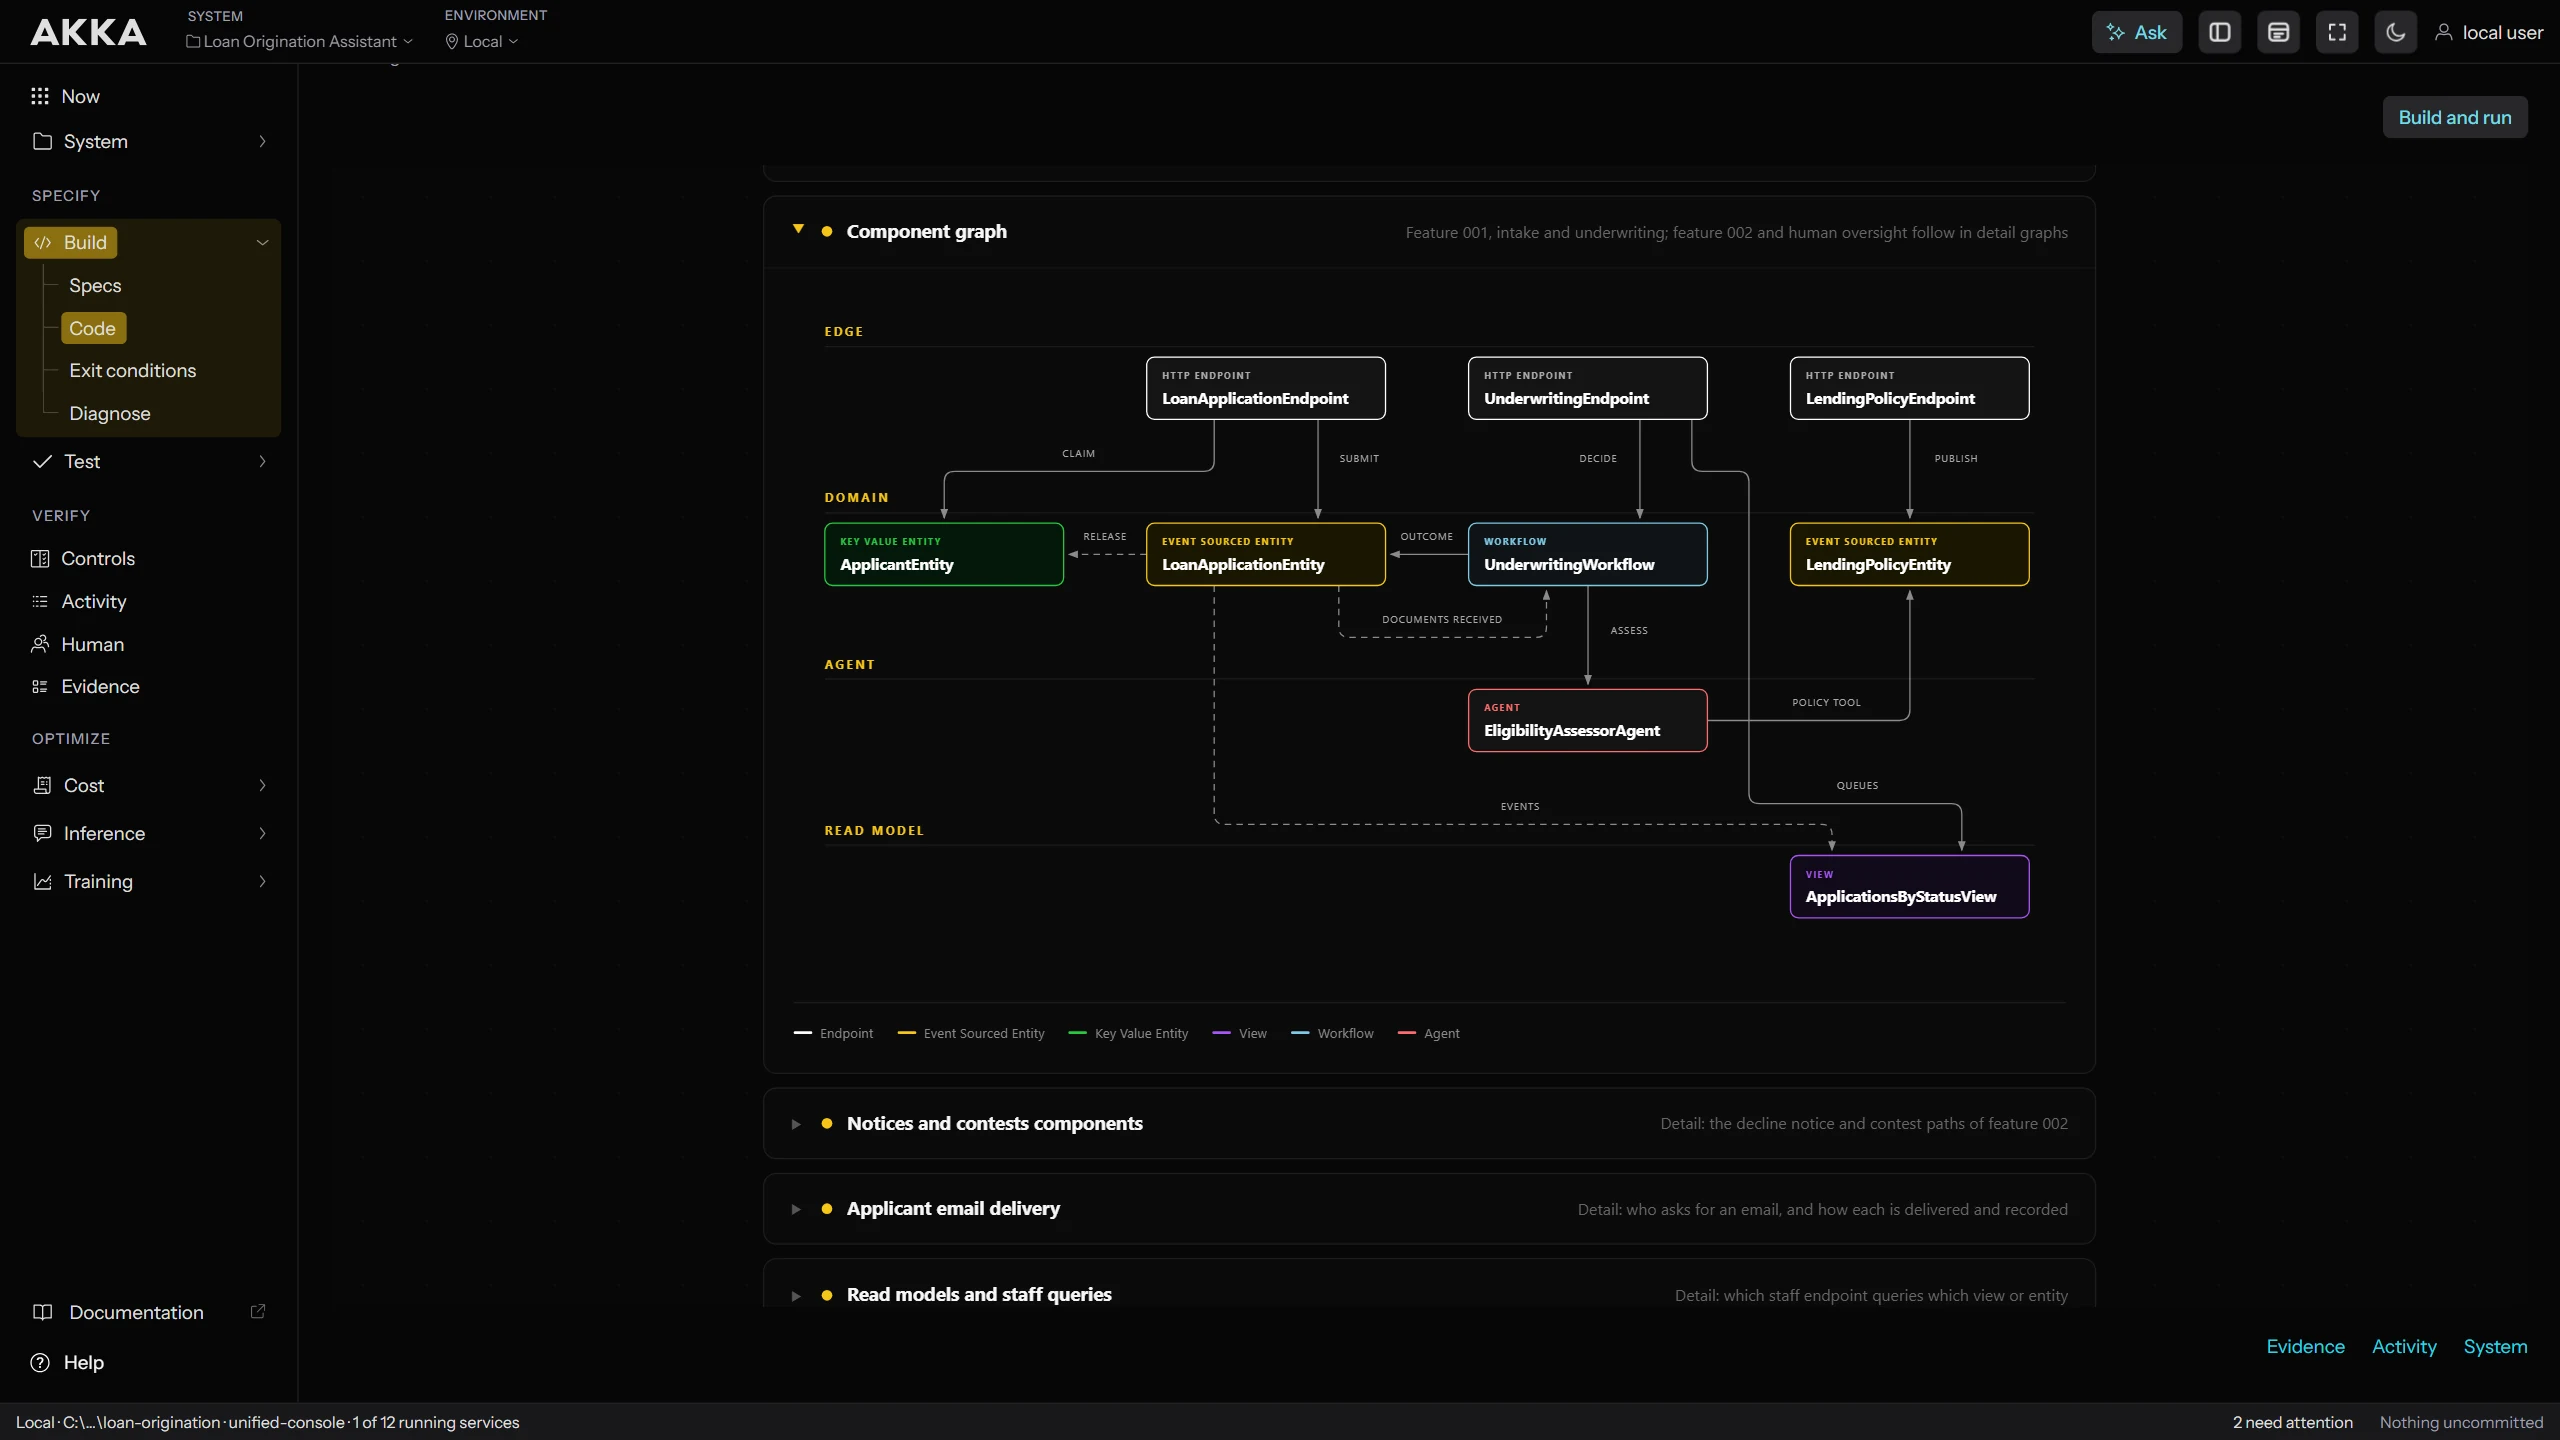 AKKA
SYSTEM
Loan Origination Assistant
ENVIRONMENT
Local
Ask
local user
Now
System
SPECIFY
Build
Specs
Code
Exit conditions
Diagnose
Test
VERIFY
Controls
Activity
Human
Evidence
OPTIMIZE
Cost
Inference
Training
Documentation
Help
Build and run
Component graph
Feature 001, intake and underwriting; feature 002 and human oversight follow in detail graphs
EDGE
HTTP ENDPOINT
LoanApplicationEndpoint
HTTP ENDPOINT
UnderwritingEndpoint
HTTP ENDPOINT
LendingPolicyEndpoint
CLAIM
SUBMIT
DECIDE
PUBLISH
DOMAIN
KEY VALUE ENTITY
ApplicantEntity
RELEASE
EVENT SOURCED ENTITY
LoanApplicationEntity
OUTCOME
WORKFLOW
UnderwritingWorkflow
EVENT SOURCED ENTITY
LendingPolicyEntity
DOCUMENTS RECEIVED
ASSESS
AGENT
AGENT
EligibilityAssessorAgent
POLICY TOOL
QUEUES
EVENTS
READ MODEL
VIEW
ApplicationsByStatusView
Endpoint
Event Sourced Entity
Key Value Entity
View
Workflow
Agent
Notices and contests components
Detail: the decline notice and contest paths of feature 002
Applicant email delivery
Detail: who asks for an email, and how each is delivered and recorded
Read models and staff queries
Detail: which staff endpoint queries which view or entity
Evidence
Activity
System
Local · C:\...\loan-origination · unified-console · 1 of 12 running services
2 need attention
Nothing uncommitted